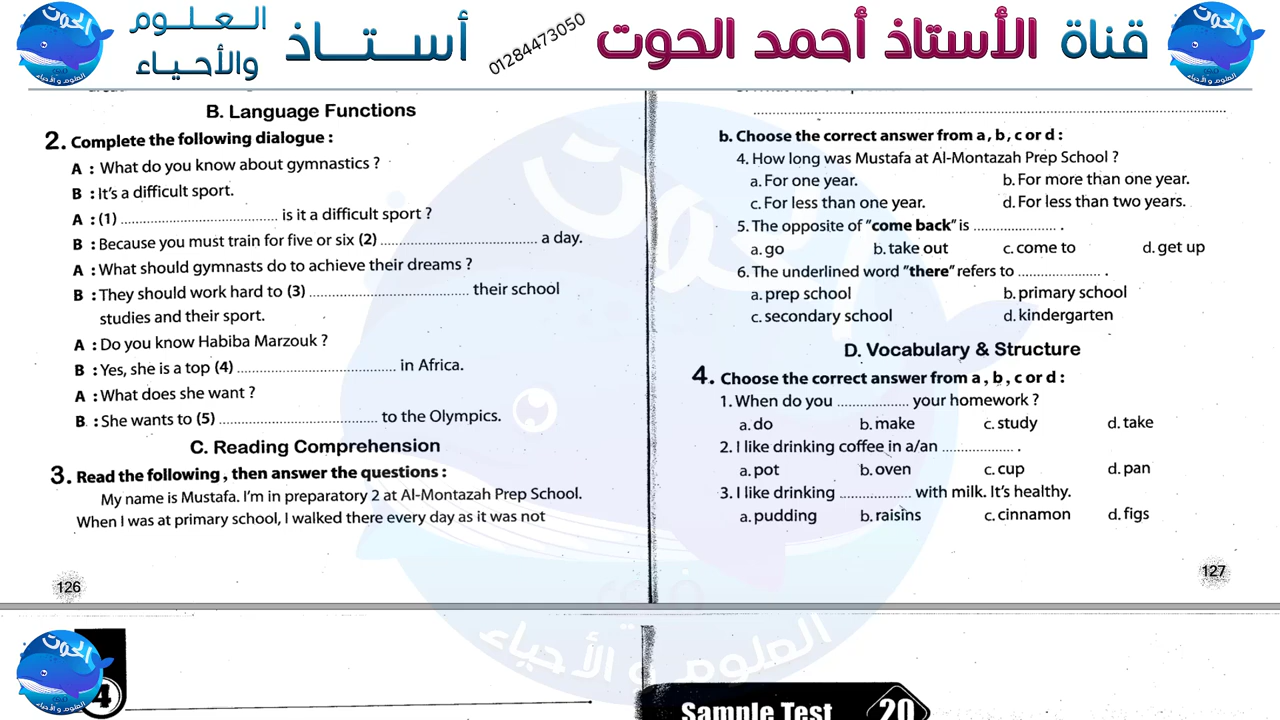 قناة الأستاذ أحمد الحوت
01284473050
أستاذ
العلوم
والأحياء
الحوت
العلوم و الأحياء
B. Language Functions
2. Complete the following dialogue :
A : What do you know about gymnastics ?
B : It's a difficult sport.
A : (1) ........................................ is it a difficult sport ?
B : Because you must train for five or six (2) ........................................ a day.
A : What should gymnasts do to achieve their dreams ?
B : They should work hard to (3) ........................................ their school
studies and their sport.
A : Do you know Habiba Marzouk ?
B : Yes, she is a top (4) ........................................ in Africa.
A : What does she want ?
B : She wants to (5) ........................................ to the Olympics.
C. Reading Comprehension
3. Read the following , then answer the questions :
My name is Mustafa. I'm in preparatory 2 at Al-Montazah Prep School.
When I was at primary school, I walked there every day as it was not
126
b. Choose the correct answer from a , b , c or d :
4. How long was Mustafa at Al-Montazah Prep School ?
a. For one year. b. For more than one year.
c. For less than one year. d. For less than two years.
5. The opposite of "come back" is ..................... .
a. go b. take out c. come to d. get up
6. The underlined word "there" refers to ..................... .
a. prep school b. primary school
c. secondary school d. kindergarten
D. Vocabulary & Structure
4. Choose the correct answer from a , b , c or d :
1. When do you .................. your homework ?
a. do b. make c. study d. take
2. I like drinking coffee in a/an .................. .
a. pot b. oven c. cup d. pan
3. I like drinking .................. with milk. It's healthy.
a. pudding b. raisins c. cinnamon d. figs
127
4
Sample Test 20